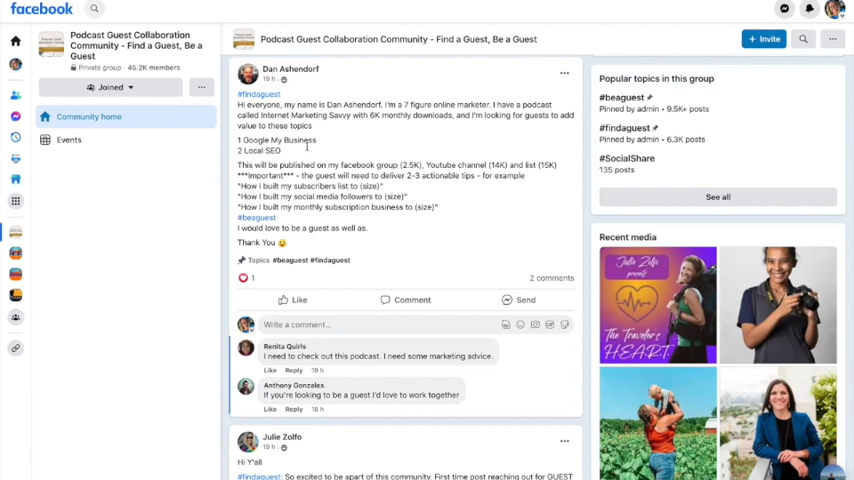 facebook
Podcast Guest Collaboration
Community - Find a Guest, Be a
Guest
Private group · 45.2K members
Joined
Community home
Events
Podcast Guest Collaboration Community - Find a Guest, Be a Guest
+ Invite
Dan Ashendorf
19 h ·
#findaguest
Hi everyone, my name is Dan Ashendorf. I'm a 7 figure online marketer. I have a podcast
called Internet Marketing Savvy with 6K monthly downloads, and I'm looking for guests to add
value to these topics
1 Google My Business
2 Local SEO
This will be published on my facebook group (2.5K), Youtube channel (14K) and list (15K)
***Important*** - the guest will need to deliver 2-3 actionable tips - for example
"How I built my subscribers list to (size)"
"How I built my social media followers to (size)"
"How I built my monthly subscription business to (size)"
#beaguest
I would love to be a guest as well as.
Thank You 😀
Topics #beaguest #findaguest
1
2 comments
Like
Comment
Send
Write a comment...
Renita Quirls
I need to check out this podcast. I need some marketing advice.
Like Reply 19 h
Anthony Gonzales
If you're looking to be a guest I'd love to work together
Like Reply 18 h
Julie Zolfo
19 h ·
Hi Y'all
#findaguest: So excited to be apart of this community. First time post reaching out for GUEST
Popular topics in this group
#beaguest
Pinned by admin • 9.5K+ posts
#findaguest
Pinned by admin • 6.3K posts
#SocialShare
135 posts
See all
Recent media
Julie Zolfo
presents
The Traveler's
H.E.A.R.T.